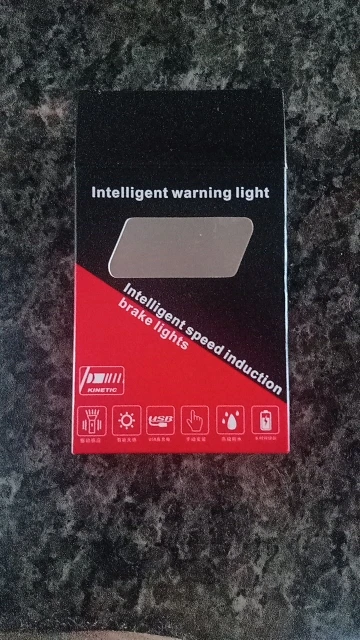 Intelligent warning light
Intelligent speed induction
brake lights
KINETIC
USB